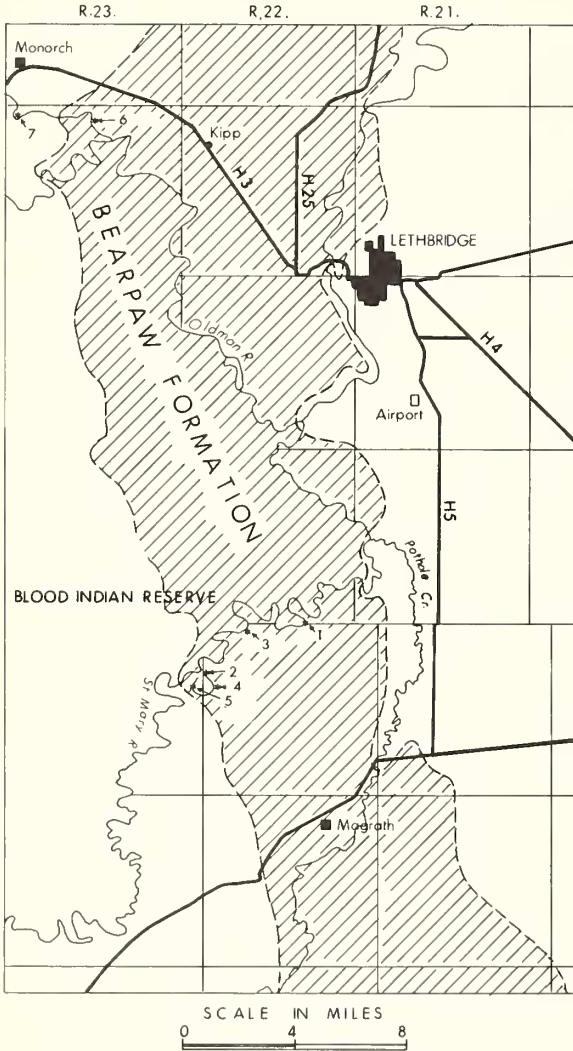 R.23. R.22. R.21.
Monorch
6
7
Kipp
H3
H25
LETHBRIDGE
BEARPAW FORMATION
Oldman R.
H4
Airport
H5
Pothole Cr.
BLOOD INDIAN RESERVE
1
3
2
4
5
St Mary R
Magrath
SCALE IN MILES
0 4 8